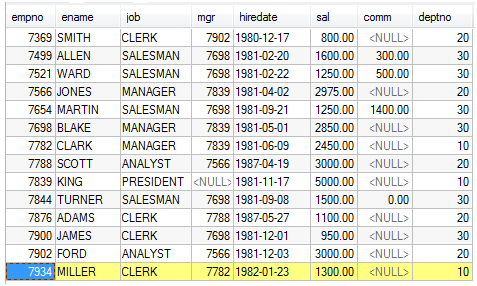 empno ename job mgr hiredate sal comm deptno
7369 SMITH CLERK 7902 1980-12-17 800.00 <NULL> 20
7499 ALLEN SALESMAN 7698 1981-02-20 1600.00 300.00 30
7521 WARD SALESMAN 7698 1981-02-22 1250.00 500.00 30
7566 JONES MANAGER 7839 1981-04-02 2975.00 <NULL> 20
7654 MARTIN SALESMAN 7698 1981-09-21 1250.00 1400.00 30
7698 BLAKE MANAGER 7839 1981-05-01 2850.00 <NULL> 30
7782 CLARK MANAGER 7839 1981-06-09 2450.00 <NULL> 10
7788 SCOTT ANALYST 7566 1987-04-19 3000.00 <NULL> 20
7839 KING PRESIDENT <NULL> 1981-11-17 5000.00 <NULL> 10
7844 TURNER SALESMAN 7698 1981-09-08 1500.00 0.00 30
7876 ADAMS CLERK 7788 1987-05-27 1100.00 <NULL> 20
7900 JAMES CLERK 7698 1981-12-01 950.00 <NULL> 30
7902 FORD ANALYST 7566 1981-12-03 3000.00 <NULL> 20
7934 MILLER CLERK 7782 1982-01-23 1300.00 <NULL> 10